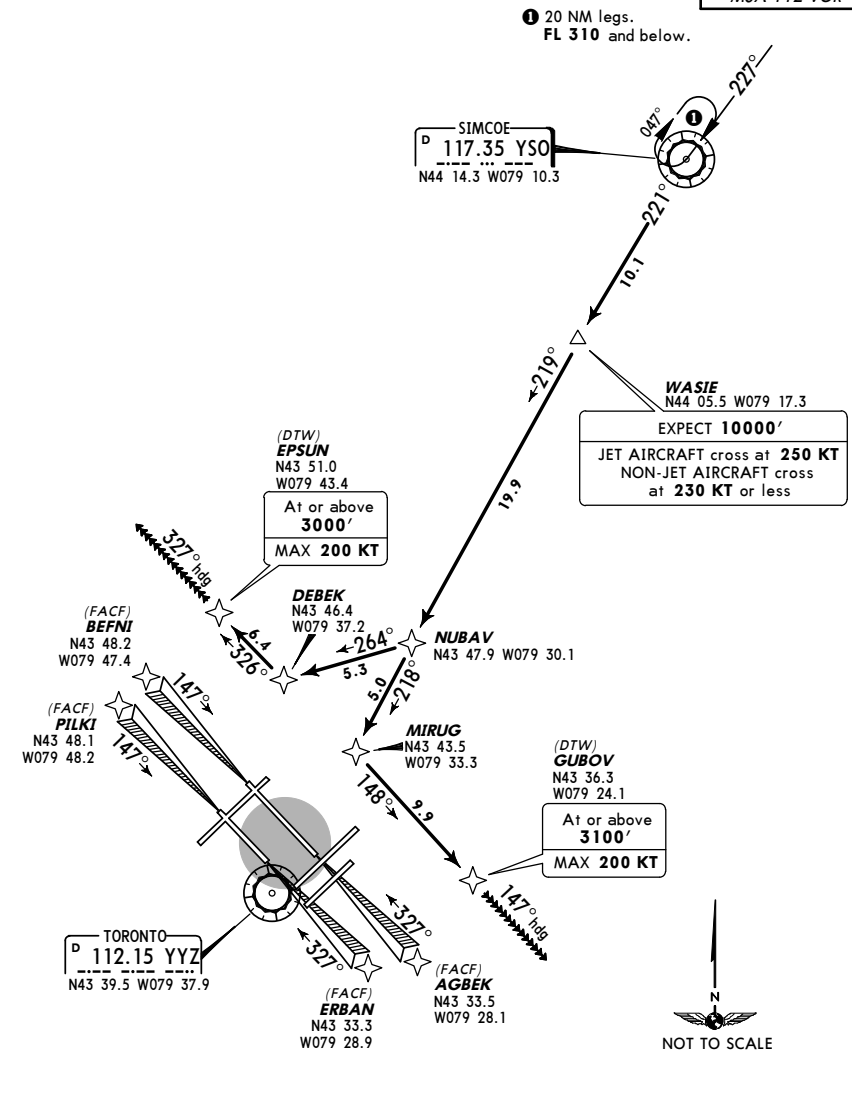 MSA YYZ VOR
❶ 20 NM legs.
FL 310 and below.
227°
047°
❶
SIMCOE
D 117.35 YSO
N44 14.3 W079 10.3
221°
10.1
219°
WASIE
N44 05.5 W079 17.3
EXPECT 10000'
JET AIRCRAFT cross at 250 KT
NON-JET AIRCRAFT cross
at 230 KT or less
19.9
(DTW)
EPSUN
N43 51.0
W079 43.4
At or above
3000'
MAX 200 KT
327° hdg
DEBEK
N43 46.4
W079 37.2
6.4
326°
264°
5.3
NUBAV
N43 47.9 W079 30.1
5.0
218°
(FACF)
BEFNI
N43 48.2
W079 47.4
147°
(FACF)
PILKI
N43 48.1
W079 48.2
147°
MIRUG
N43 43.5
W079 33.3
148°
9.9
(DTW)
GUBOV
N43 36.3
W079 24.1
At or above
3100'
MAX 200 KT
147° hdg
TORONTO
D 112.15 YYZ
N43 39.5 W079 37.9
327°
327°
(FACF)
AGBEK
N43 33.5
W079 28.1
(FACF)
ERBAN
N43 33.3
W079 28.9
N
NOT TO SCALE